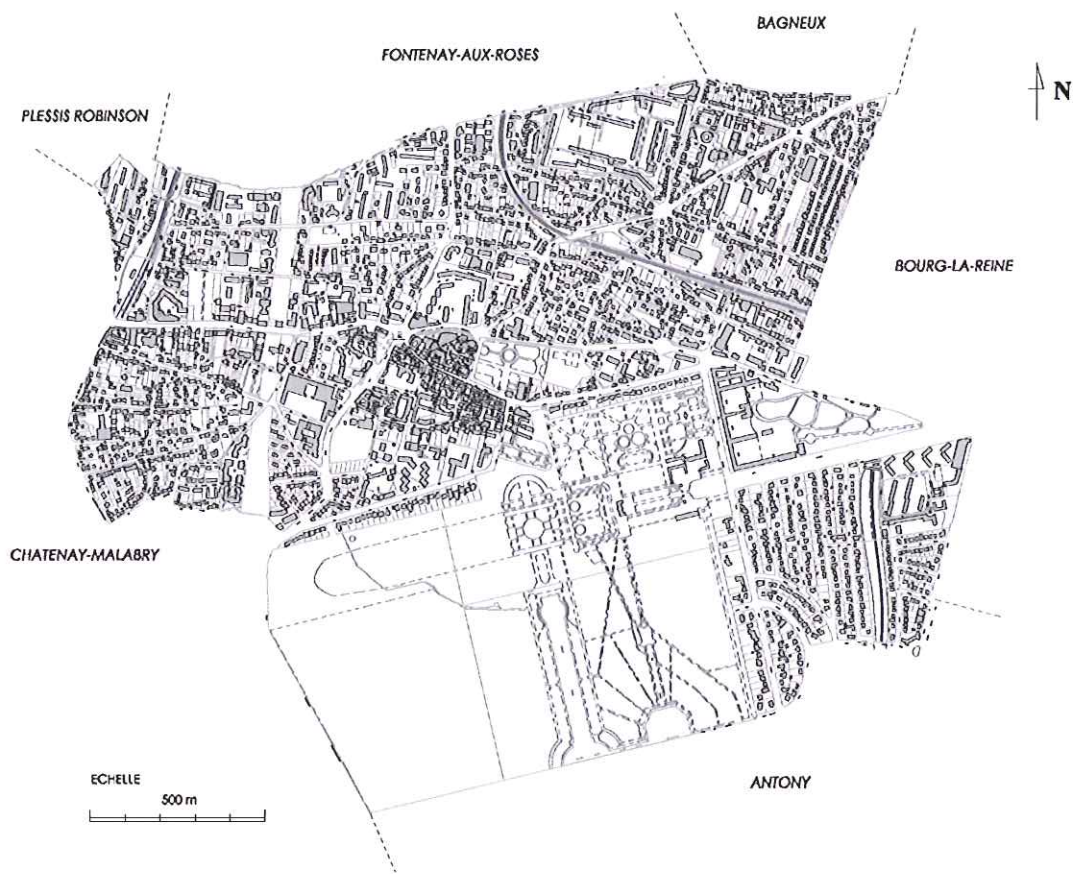 BAGNEUX
FONTENAY-AUX-ROSES
N
PLESSIS ROBINSON
BOURG-LA-REINE
CHATENAY-MALABRY
ECHELLE
500 m
ANTONY